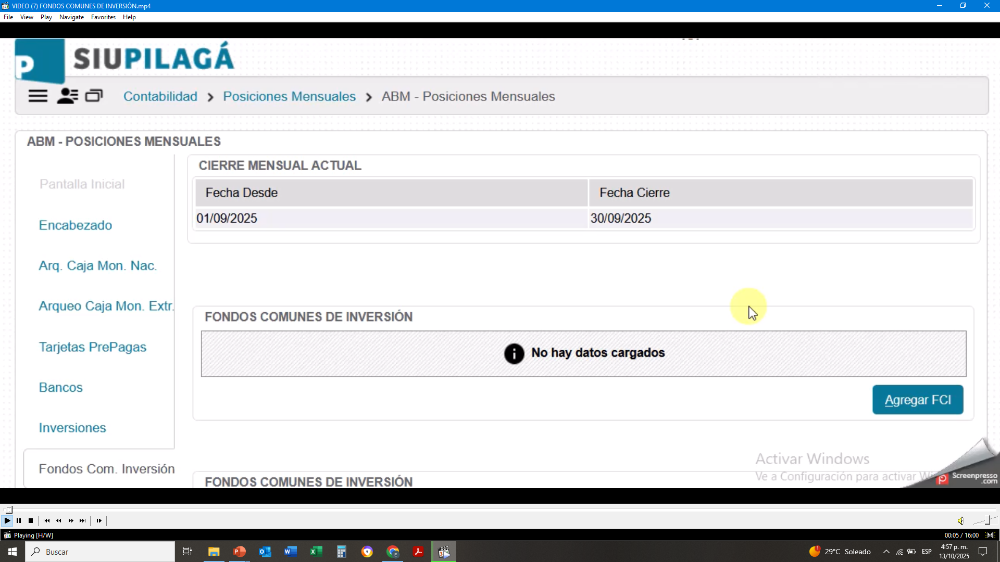 VIDEO (7) FONDOS COMUNES DE INVERSIÓN.mp4
File View Play Navigate Favorites Help
P SIUPILAGÁ
Contabilidad > Posiciones Mensuales > ABM - Posiciones Mensuales
ABM - POSICIONES MENSUALES
CIERRE MENSUAL ACTUAL
Pantalla Inicial
Fecha Desde Fecha Cierre
01/09/2025 30/09/2025
Encabezado
Arq. Caja Mon. Nac.
Arqueo Caja Mon. Extr.
FONDOS COMUNES DE INVERSIÓN
No hay datos cargados
Tarjetas PrePagas
Bancos
Agregar FCI
Inversiones
Fondos Com. Inversión
FONDOS COMUNES DE INVERSIÓN
Activar Windows
Ve a Configuración para activar
Screenpresso
.com
Playing [H/W]
00:05 / 16:00
Buscar
29°C Soleado
ESP
4:57 p. m.
13/10/2025